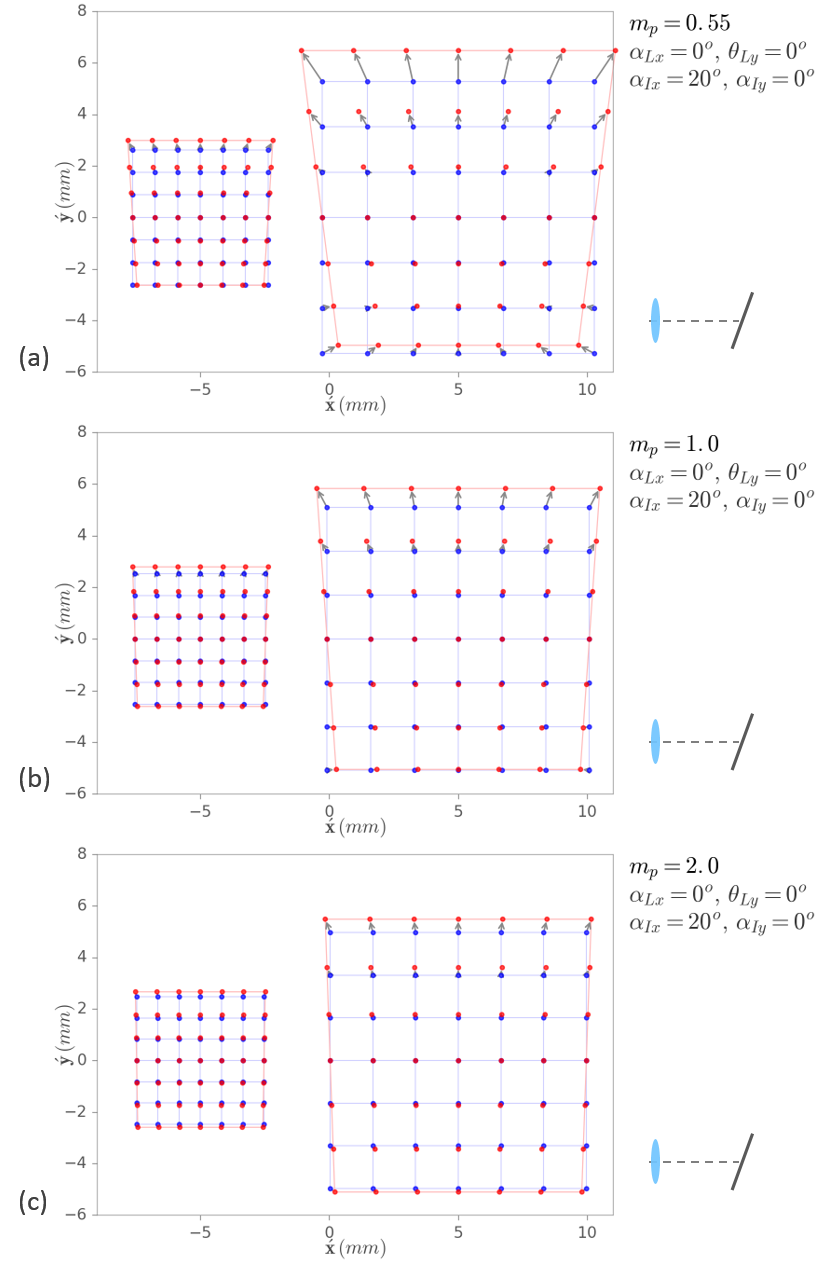 8
6
4
2
0
−2
−4
−6
ý (mm)
−5
0
5
10
x́ (mm)
(a)
m_p = 0.55
α_Lx = 0°, θ_Ly = 0°
α_Ix = 20°, α_Iy = 0°
8
6
4
2
0
−2
−4
−6
ý (mm)
−5
0
5
10
x́ (mm)
(b)
m_p = 1.0
α_Lx = 0°, θ_Ly = 0°
α_Ix = 20°, α_Iy = 0°
8
6
4
2
0
−2
−4
−6
ý (mm)
−5
0
5
10
x́ (mm)
(c)
m_p = 2.0
α_Lx = 0°, θ_Ly = 0°
α_Ix = 20°, α_Iy = 0°